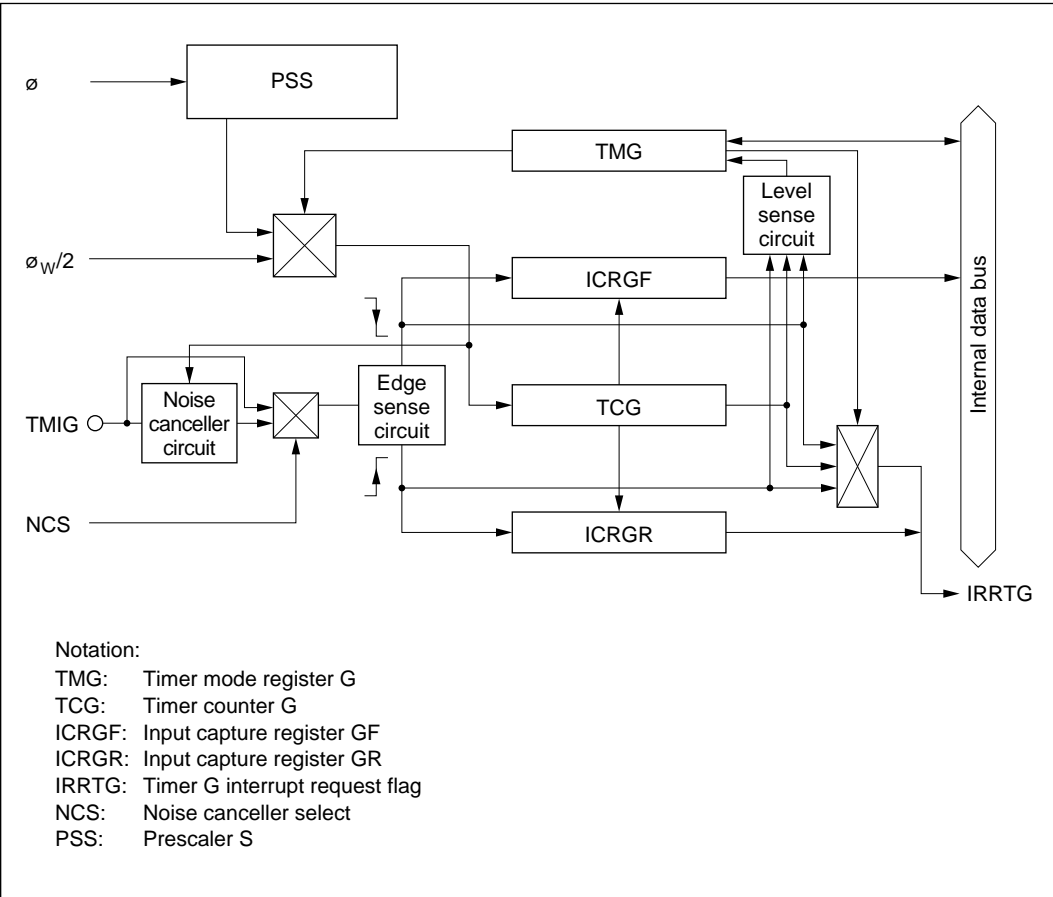 ø
PSS
TMG
Level
sense
circuit
øW/2
ICRGF
Internal data bus
Noise
canceller
circuit
Edge
sense
circuit
TCG
TMIG
NCS
ICRGR
IRRTG
Notation:
TMG: Timer mode register G
TCG: Timer counter G
ICRGF: Input capture register GF
ICRGR: Input capture register GR
IRRTG: Timer G interrupt request flag
NCS: Noise canceller select
PSS: Prescaler S